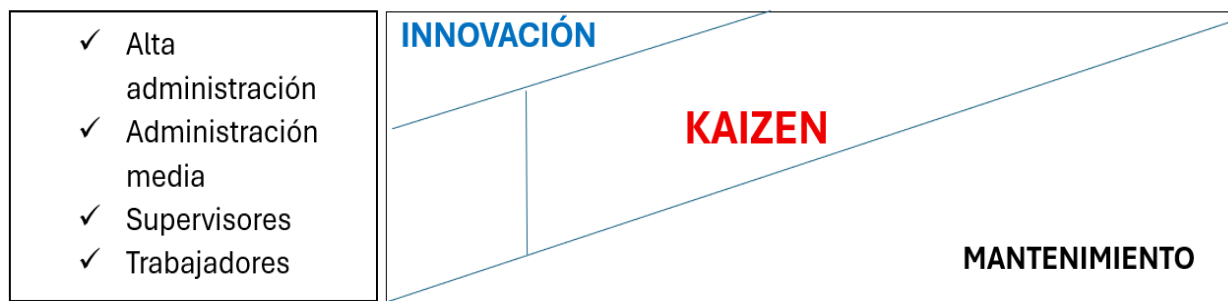 ✓ Alta
administración
✓ Administración
media
✓ Supervisores
✓ Trabajadores
INNOVACIÓN
KAIZEN
MANTENIMIENTO